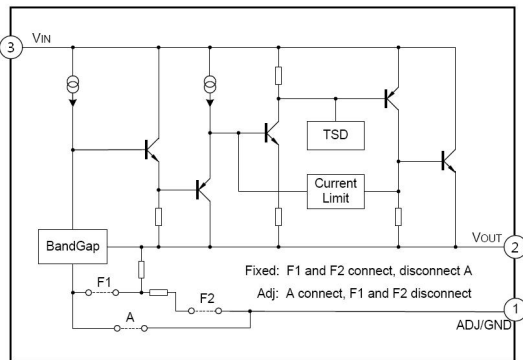 3
VIN
TSD
Current
Limit
BandGap
VOUT
2
Fixed: F1 and F2 connect, disconnect A
F1
Adj: A connect, F1 and F2 disconnect
F2
1
A
ADJ/GND